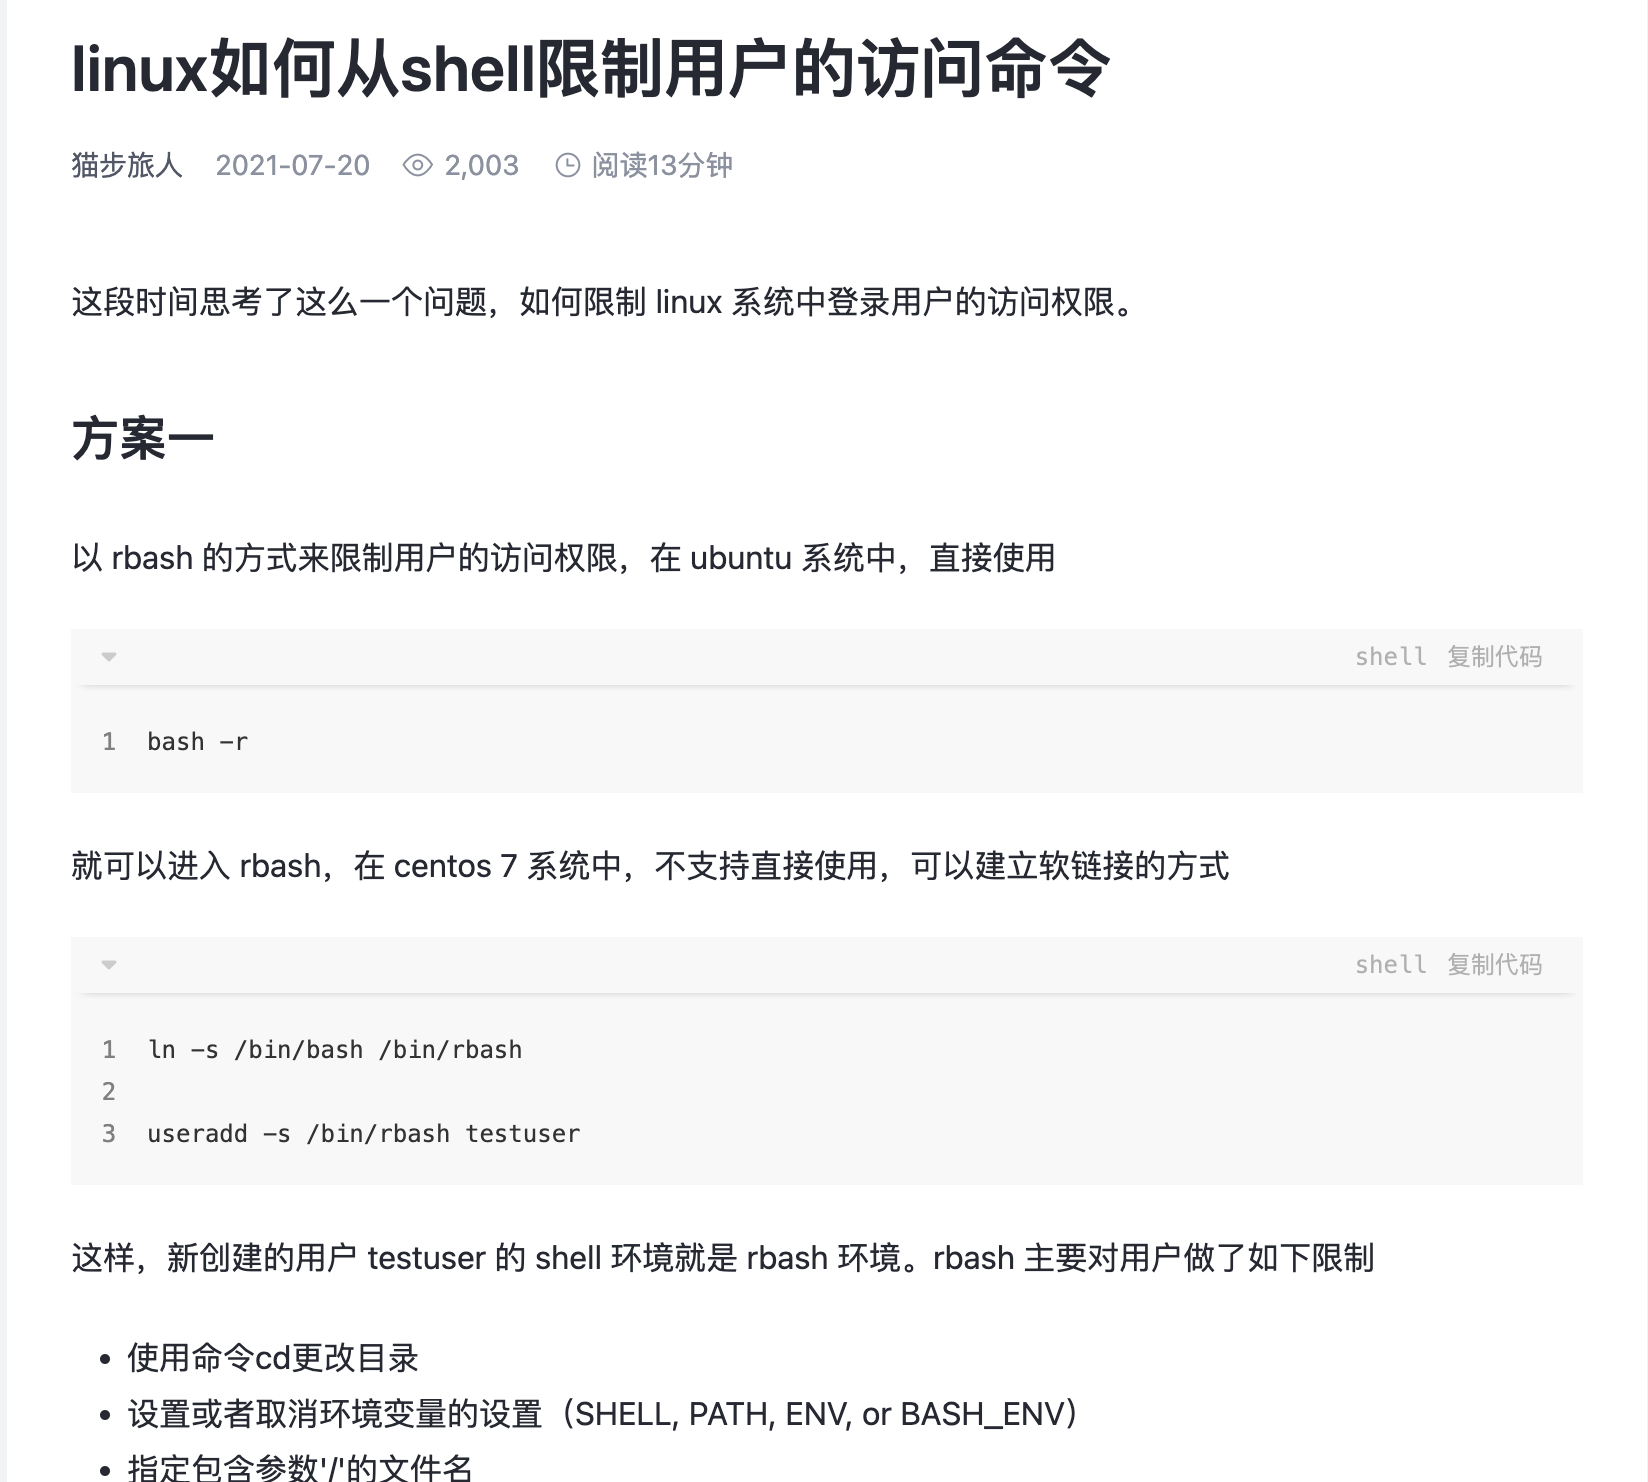 linux如何从shell限制用户的访问命令
猫步旅人 2021-07-20 2,003 阅读13分钟
这段时间思考了这么一个问题，如何限制 linux 系统中登录用户的访问权限。
方案一
以 rbash 的方式来限制用户的访问权限，在 ubuntu 系统中，直接使用
shell 复制代码
1 bash -r
就可以进入 rbash，在 centos 7 系统中，不支持直接使用，可以建立软链接的方式
shell 复制代码
1 ln -s /bin/bash /bin/rbash
2
3 useradd -s /bin/rbash testuser
这样，新创建的用户 testuser 的 shell 环境就是 rbash 环境。rbash 主要对用户做了如下限制
• 使用命令cd更改目录
• 设置或者取消环境变量的设置（SHELL, PATH, ENV, or BASH_ENV）
• 指定包含参数'/'的文件名